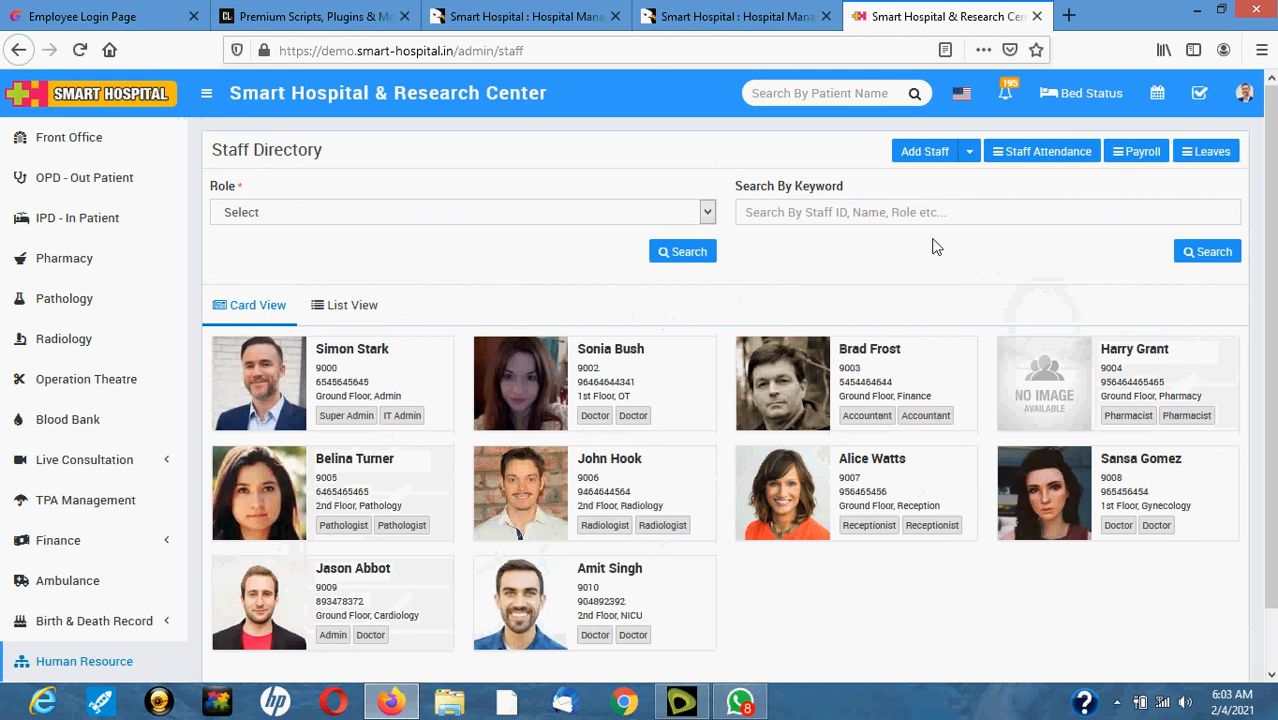 Employee Login Page
Premium Scripts, Plugins & Mo
Smart Hospital : Hospital Mana
Smart Hospital : Hospital Mana
Smart Hospital & Research Cen
https://demo.smart-hospital.in/admin/staff
SMART HOSPITAL
Smart Hospital & Research Center
Search By Patient Name
195
Bed Status
Front Office
OPD - Out Patient
IPD - In Patient
Pharmacy
Pathology
Radiology
Operation Theatre
Blood Bank
Live Consultation
TPA Management
Finance
Ambulance
Birth & Death Record
Human Resource
Staff Directory
Add Staff
Staff Attendance
Payroll
Leaves
Role *
Search By Keyword
Select
Search By Staff ID, Name, Role etc...
Search
Search
Card View
List View
Simon Stark
9000
6545645645
Ground Floor, Admin
Super Admin IT Admin
Sonia Bush
9002
96464644341
1st Floor, OT
Doctor Doctor
Brad Frost
9003
5454464644
Ground Floor, Finance
Accountant Accountant
NO IMAGE
AVAILABLE
Harry Grant
9004
956464465465
Ground Floor, Pharmacy
Pharmacist Pharmacist
Belina Turner
9005
6465465465
2nd Floor, Pathology
Pathologist Pathologist
John Hook
9006
9464644564
2nd Floor, Radiology
Radiologist Radiologist
Alice Watts
9007
956465456
Ground Floor, Reception
Receptionist Receptionist
Sansa Gomez
9008
965456454
1st Floor, Gynecology
Doctor Doctor
Jason Abbot
9009
893478372
Ground Floor, Cardiology
Admin Doctor
Amit Singh
9010
904892392
2nd Floor, NICU
Doctor Doctor
8
6:03 AM
2/4/2021